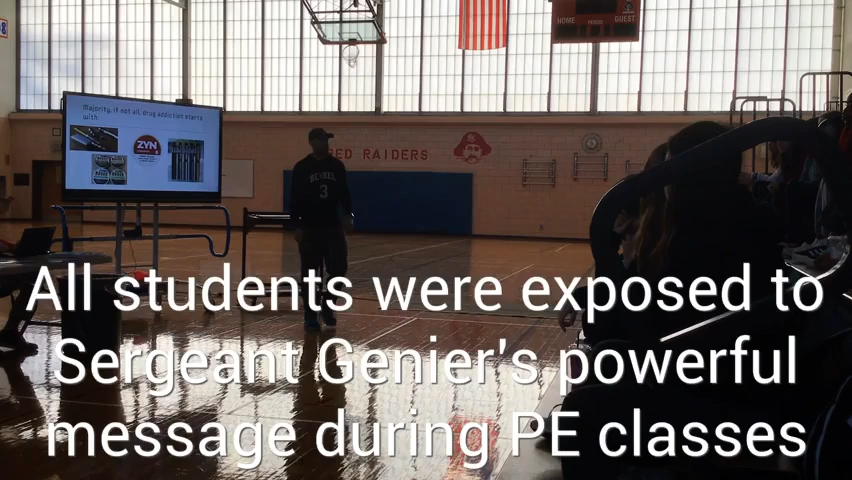 HOME
PERIOD
GUEST
Majority, if not all, drug addiction starts
with:
ZYN
RED RAIDERS
3
All students were exposed to
Sergeant Genier's powerful
message during PE classes